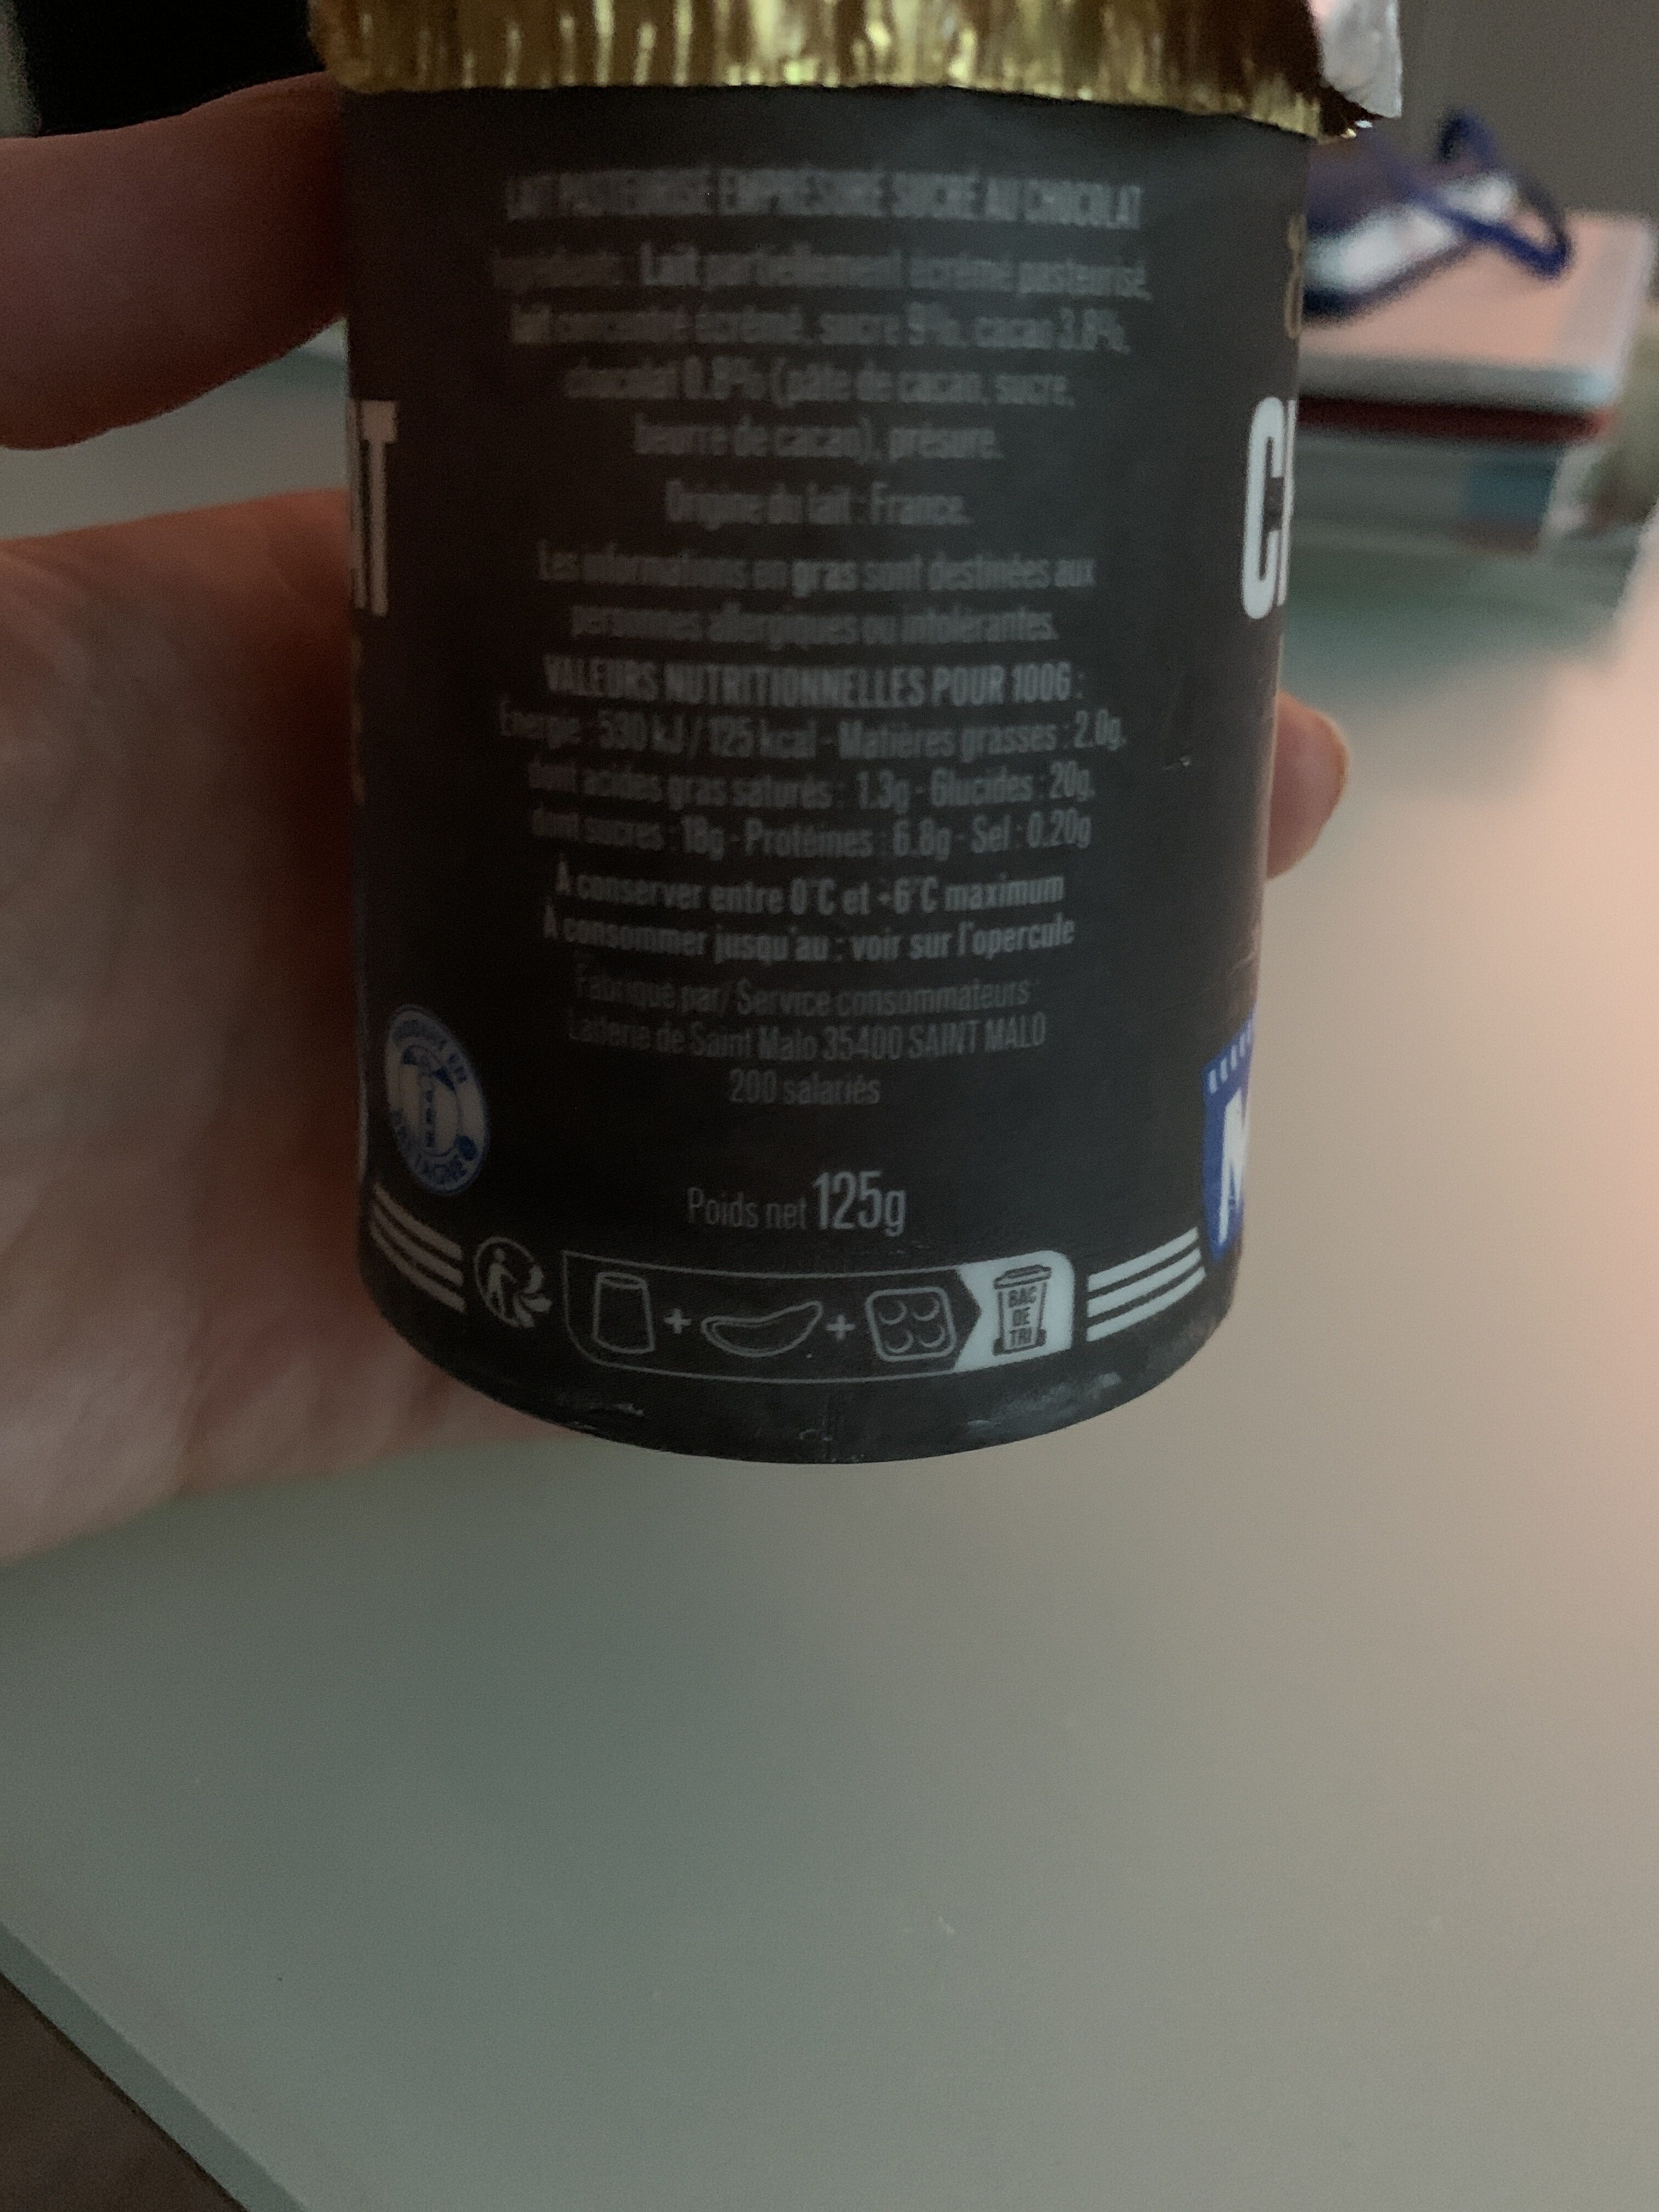 LAIT PASTEURISÉ EMPRÉSURÉ SUCRÉ AU CHOCOLAT
Ingrédients : Lait partiellement écrémé pasteurisé,
lait concentré écrémé, sucre 9%, cacao 3.8%,
chocolat 0.8% (pâte de cacao, sucre,
beurre de cacao), présure.
Origine du lait : France.
Les informations en gras sont destinées aux
personnes allergiques ou intolérantes.
VALEURS NUTRITIONNELLES POUR 100G :
Énergie : 530 kJ / 125 kcal - Matières grasses : 2.0g,
dont acides gras saturés : 1.3g - Glucides : 20g,
dont sucres : 18g - Protéines : 6.8g - Sel : 0.20g
À conserver entre 0°C et +6°C maximum
À consommer jusqu'au : voir sur l'opercule
Fabriqué par/ Service consommateurs :
Laiterie de Saint Malo 35400 SAINT MALO
200 salariés
Poids net 125g
BAC
DE
TRI